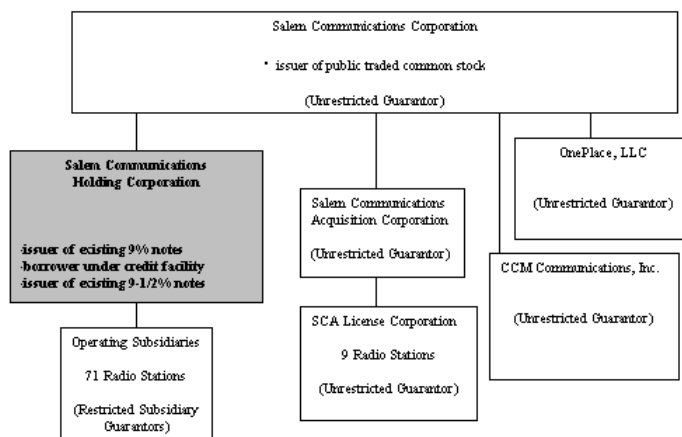 Salem Communications Corporation
• issuer of public traded common stock
(Unrestricted Guarantor)
Salem Communications
Holding Corporation
-issuer of existing 9% notes
-borrower under credit facility
-issuer of existing 9-1/2% notes
Operating Subsidiaries
71 Radio Stations
(Restricted Subsidiary
Guarantors)
Salem Communications
Acquisition Corporation
(Unrestricted Guarantor)
SCA License Corporation
9 Radio Stations
(Unrestricted Guarantor)
OnePlace, LLC
(Unrestricted Guarantor)
CCM Communications, Inc.
(Unrestricted Guarantor)